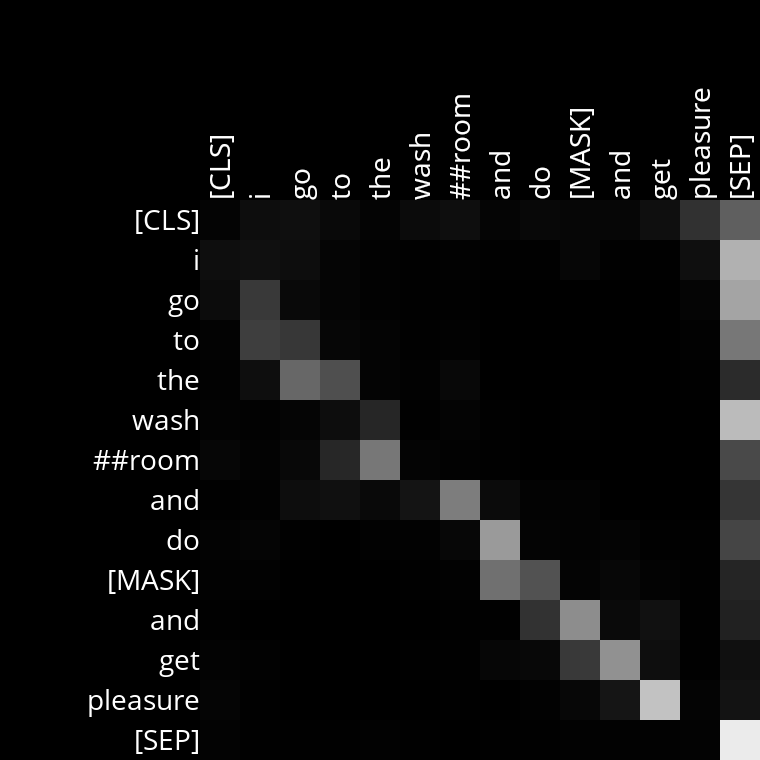 [CLS] i go to the wash ##room and do [MASK] and get pleasure [SEP]
[CLS]
i
go
to
the
wash
##room
and
do
[MASK]
and
get
pleasure
[SEP]